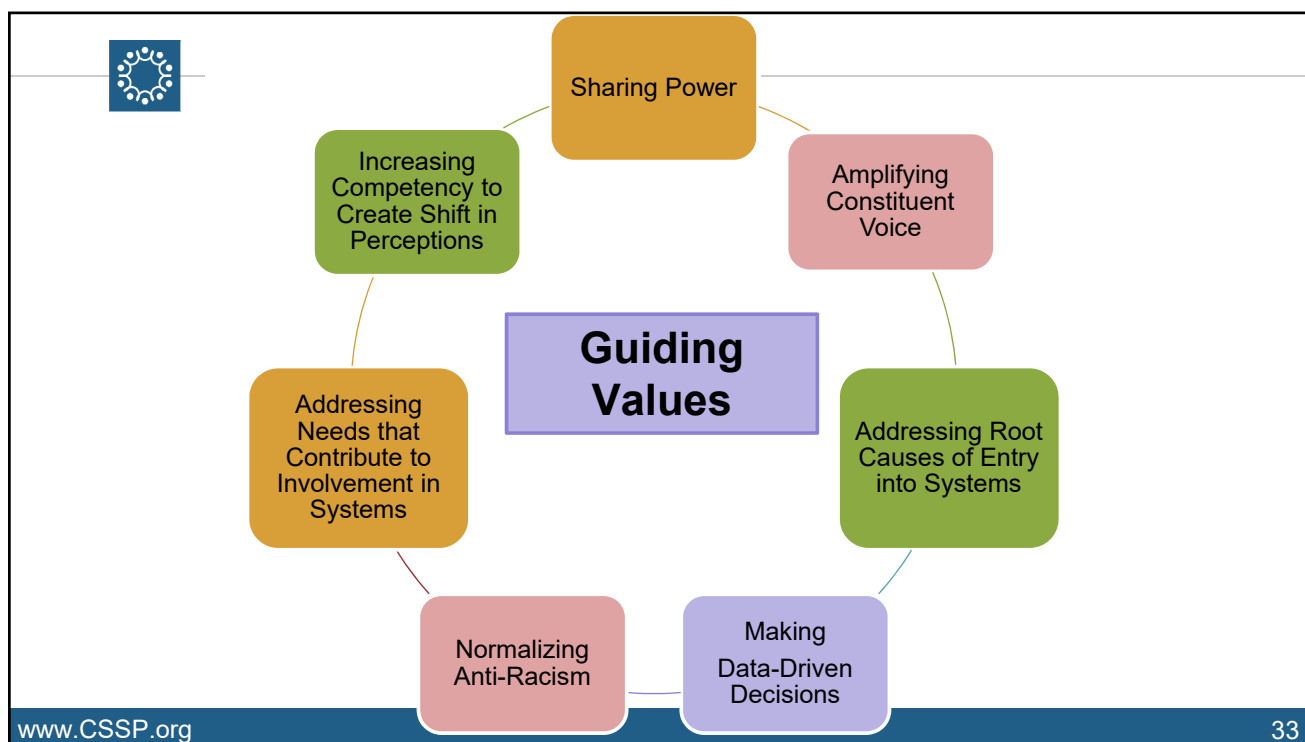 Sharing Power
Amplifying
Constituent
Voice
Addressing Root
Causes of Entry
into Systems
Making
Data-Driven
Decisions
Normalizing
Anti-Racism
Addressing
Needs that
Contribute to
Involvement in
Systems
Increasing
Competency to
Create Shift in
Perceptions
Guiding
Values
www.CSSP.org
33